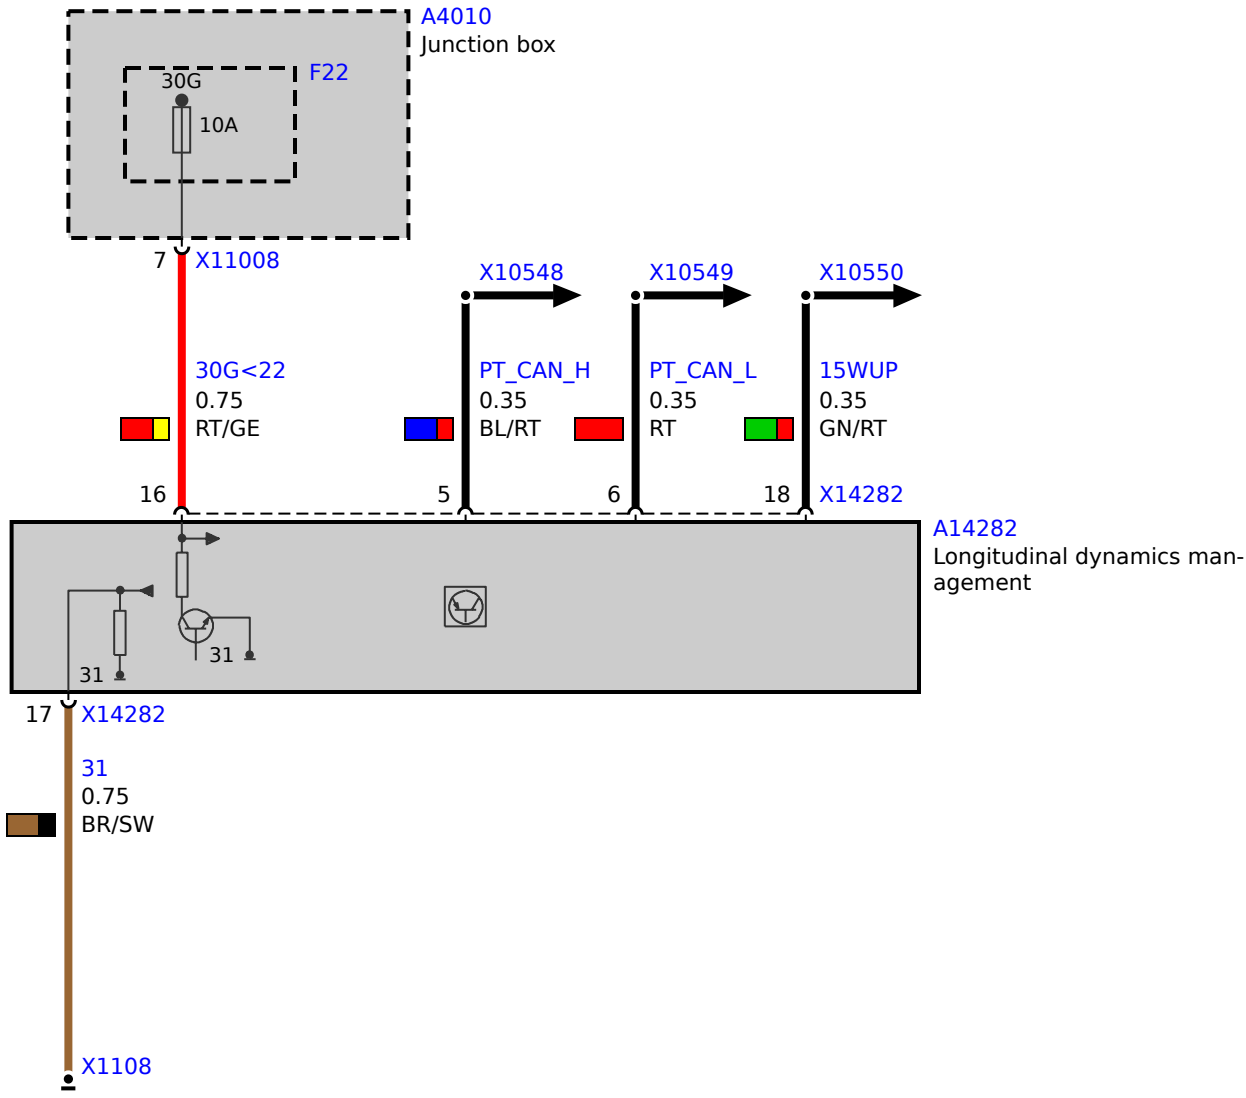 A4010
Junction box
F22
30G
10A
7 X11008
X10548 X10549 X10550
30G<22 PT_CAN_H PT_CAN_L 15WUP
0.75 0.35 0.35 0.35
RT/GE BL/RT RT GN/RT
16 5 6 18 X14282
A14282
Longitudinal dynamics man-
agement
31
31
17 X14282
31
0.75
BR/SW
X1108